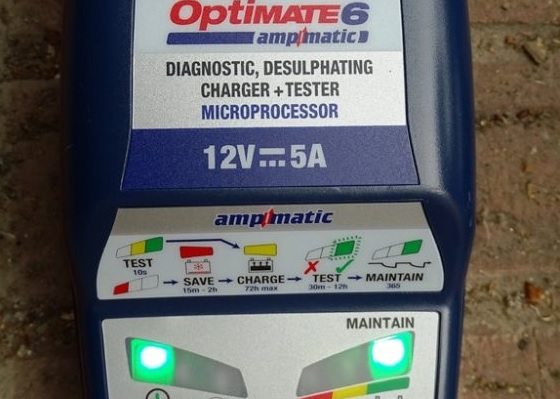 OptiMATE6
ampmatic
DIAGNOSTIC, DESULPHATING
CHARGER + TESTER
MICROPROCESSOR
12V⎓5A
ampmatic
TEST SAVE CHARGE TEST MAINTAIN
10s 15m - 2h 72h max 30m - 12h 365
MAINTAIN